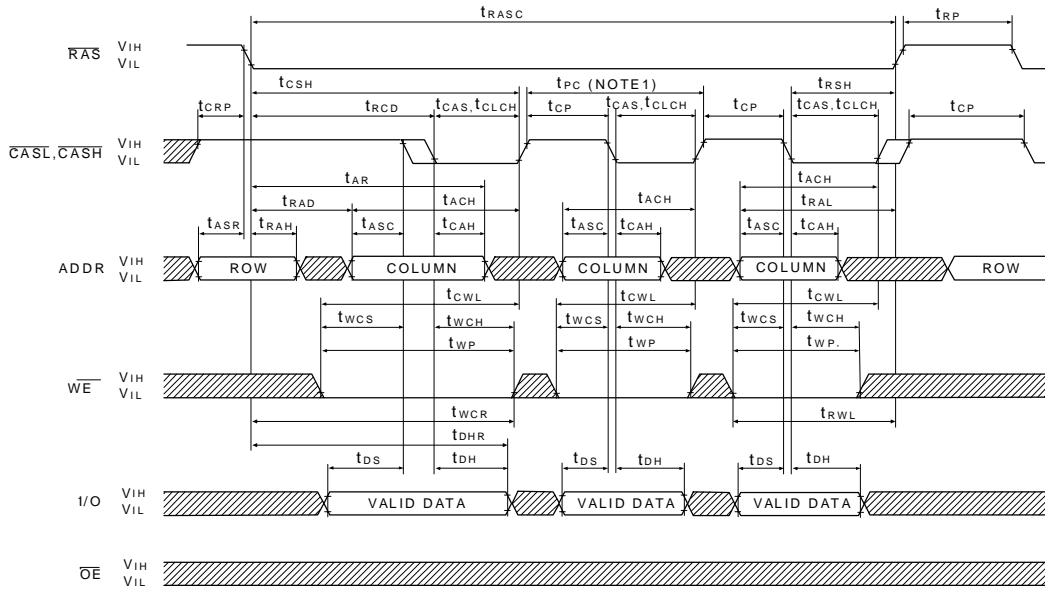 tRASC
tRP
RAS VIH
VIL
tCSH
tPC (NOTE1)
tRSH
tCRP
tRCD
tCAS,tCLCH
tCP
tCAS,tCLCH
tCP
tCAS,tCLCH
tCP
CASL,CASH VIH
VIL
tAR
tACH
tRAD
tACH
tACH
tRAL
tASR
tRAH
tASC
tCAH
tASC
tCAH
tASC
tCAH
ADDR VIH
VIL
ROW
COLUMN
COLUMN
COLUMN
ROW
tCWL
tCWL
tCWL
tWCS
tWCH
tWCS
tWCH
tWCS
tWCH
tWP
tWP
tWP.
WE VIH
VIL
tWCR
tRWL
tDHR
tDS
tDH
tDS
tDH
tDS
tDH
1/O VIH
VIL
VALID DATA
VALID DATA
VALID DATA
OE VIH
VIL